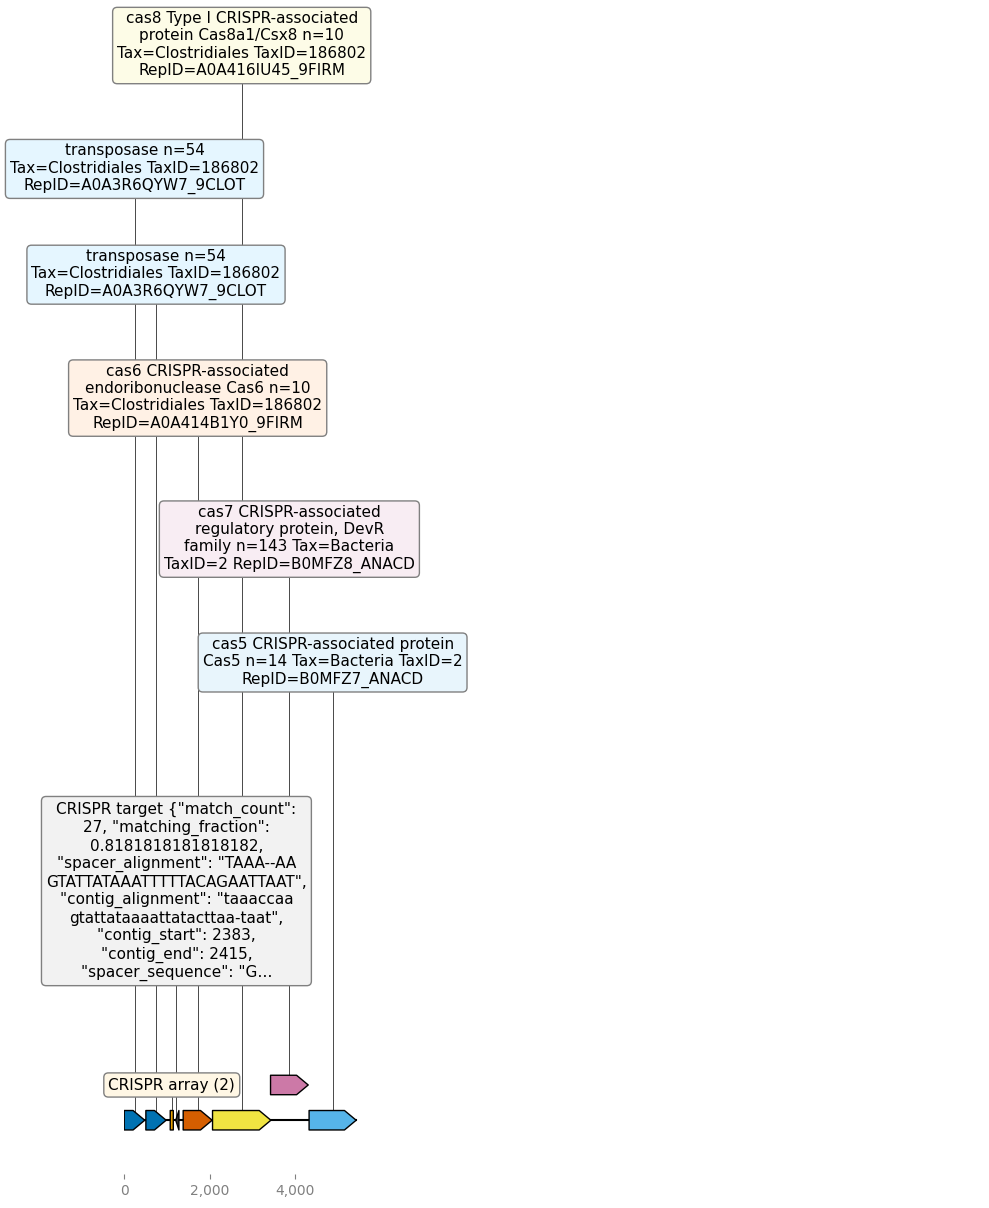 cas8 Type I CRISPR-associated
protein Cas8a1/Csx8 n=10
Tax=Clostridiales TaxID=186802
RepID=A0A416IU45_9FIRM
transposase n=54
Tax=Clostridiales TaxID=186802
RepID=A0A3R6QYW7_9CLOT
transposase n=54
Tax=Clostridiales TaxID=186802
RepID=A0A3R6QYW7_9CLOT
cas6 CRISPR-associated
endoribonuclease Cas6 n=10
Tax=Clostridiales TaxID=186802
RepID=A0A414B1Y0_9FIRM
cas7 CRISPR-associated
regulatory protein, DevR
family n=143 Tax=Bacteria
TaxID=2 RepID=B0MFZ8_ANACD
cas5 CRISPR-associated protein
Cas5 n=14 Tax=Bacteria TaxID=2
RepID=B0MFZ7_ANACD
CRISPR target {"match_count":
27, "matching_fraction":
0.8181818181818182,
"spacer_alignment": "TAAA--AA
GTATTATAAATTTTTACAGAATTAAT",
"contig_alignment": "taaaccaa
gtattataaaattatacttaa-taat",
"contig_start": 2383,
"contig_end": 2415,
"spacer_sequence": "G...
CRISPR array (2)
0 2,000 4,000